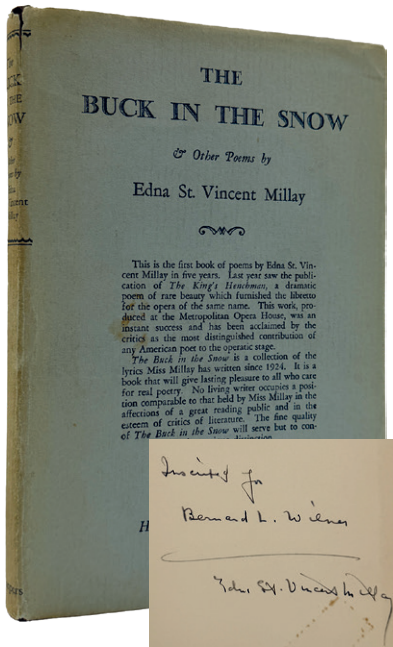 THE
BUCK IN THE SNOW
& Other Poems by
Edna St. Vincent Millay
This is the first book of poems by Edna St. Vin-
cent Millay in five years. Last year saw the publi-
cation of The King's Henchman, a dramatic
poem of rare beauty which furnished the libretto
for the opera of the same name. This work, pro-
duced at the Metropolitan Opera House, was an
instant success and has been acclaimed by the
critics as the most distinguished contribution of
any American poet to the operatic stage.
The Buck in the Snow is a collection of the
lyrics Miss Millay has written since 1924. It is a
book that will give lasting pleasure to all who care
for real poetry. No living writer occupies a posi-
tion comparable to that held by Miss Millay in the
affections of a great reading public and in the
esteem of critics of literature. The fine quality
of The Buck in the Snow will serve but to con-
H
Inscribed for
Bernard L. Wilner
Edna St. Vincent Millay